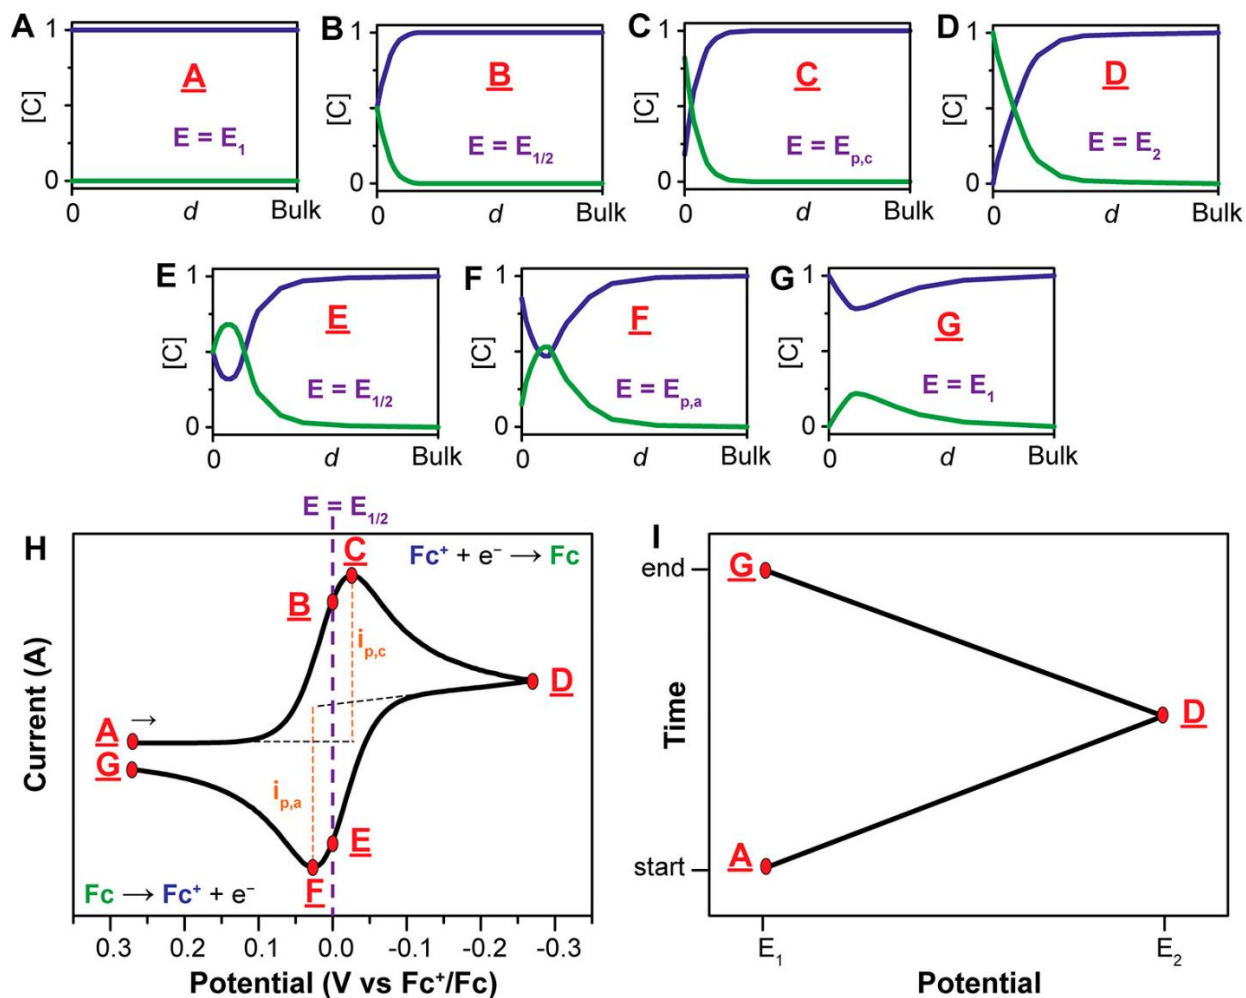 A
1
[C]
0
A
E = E₁
0
d
Bulk
B
1
[C]
0
B
E = E₁/₂
0
d
Bulk
C
1
[C]
0
C
E = Eₚ,c
0
d
Bulk
D
1
[C]
0
D
E = E₂
0
d
Bulk
E
1
[C]
0
E
E = E₁/₂
0
d
Bulk
F
1
[C]
0
F
E = Eₚ,ₐ
0
d
Bulk
G
1
[C]
0
G
E = E₁
0
d
Bulk
H
E = E₁/₂
Fc⁺ + e⁻ → Fc
C
B
iₚ,c
D
A →
G
iₚ,ₐ
E
F
Fc → Fc⁺ + e⁻
Current (A)
0.3 0.2 0.1 0.0 -0.1 -0.2 -0.3
Potential (V vs Fc⁺/Fc)
I
end
G
D
A
start
Time
E₁ E₂
Potential